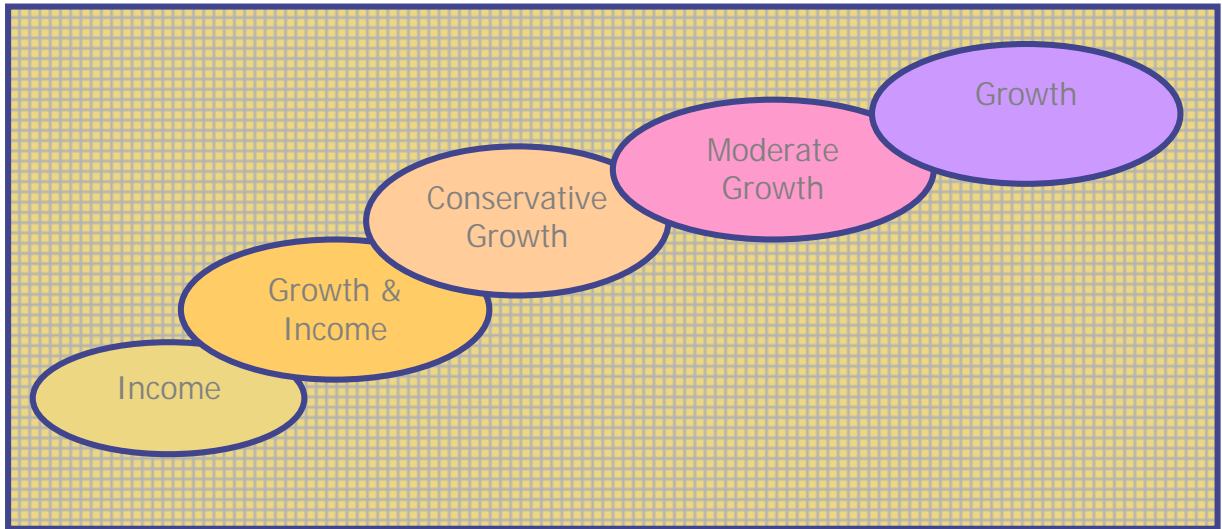 Growth
Moderate
Growth
Conservative
Growth
Growth &
Income
Income